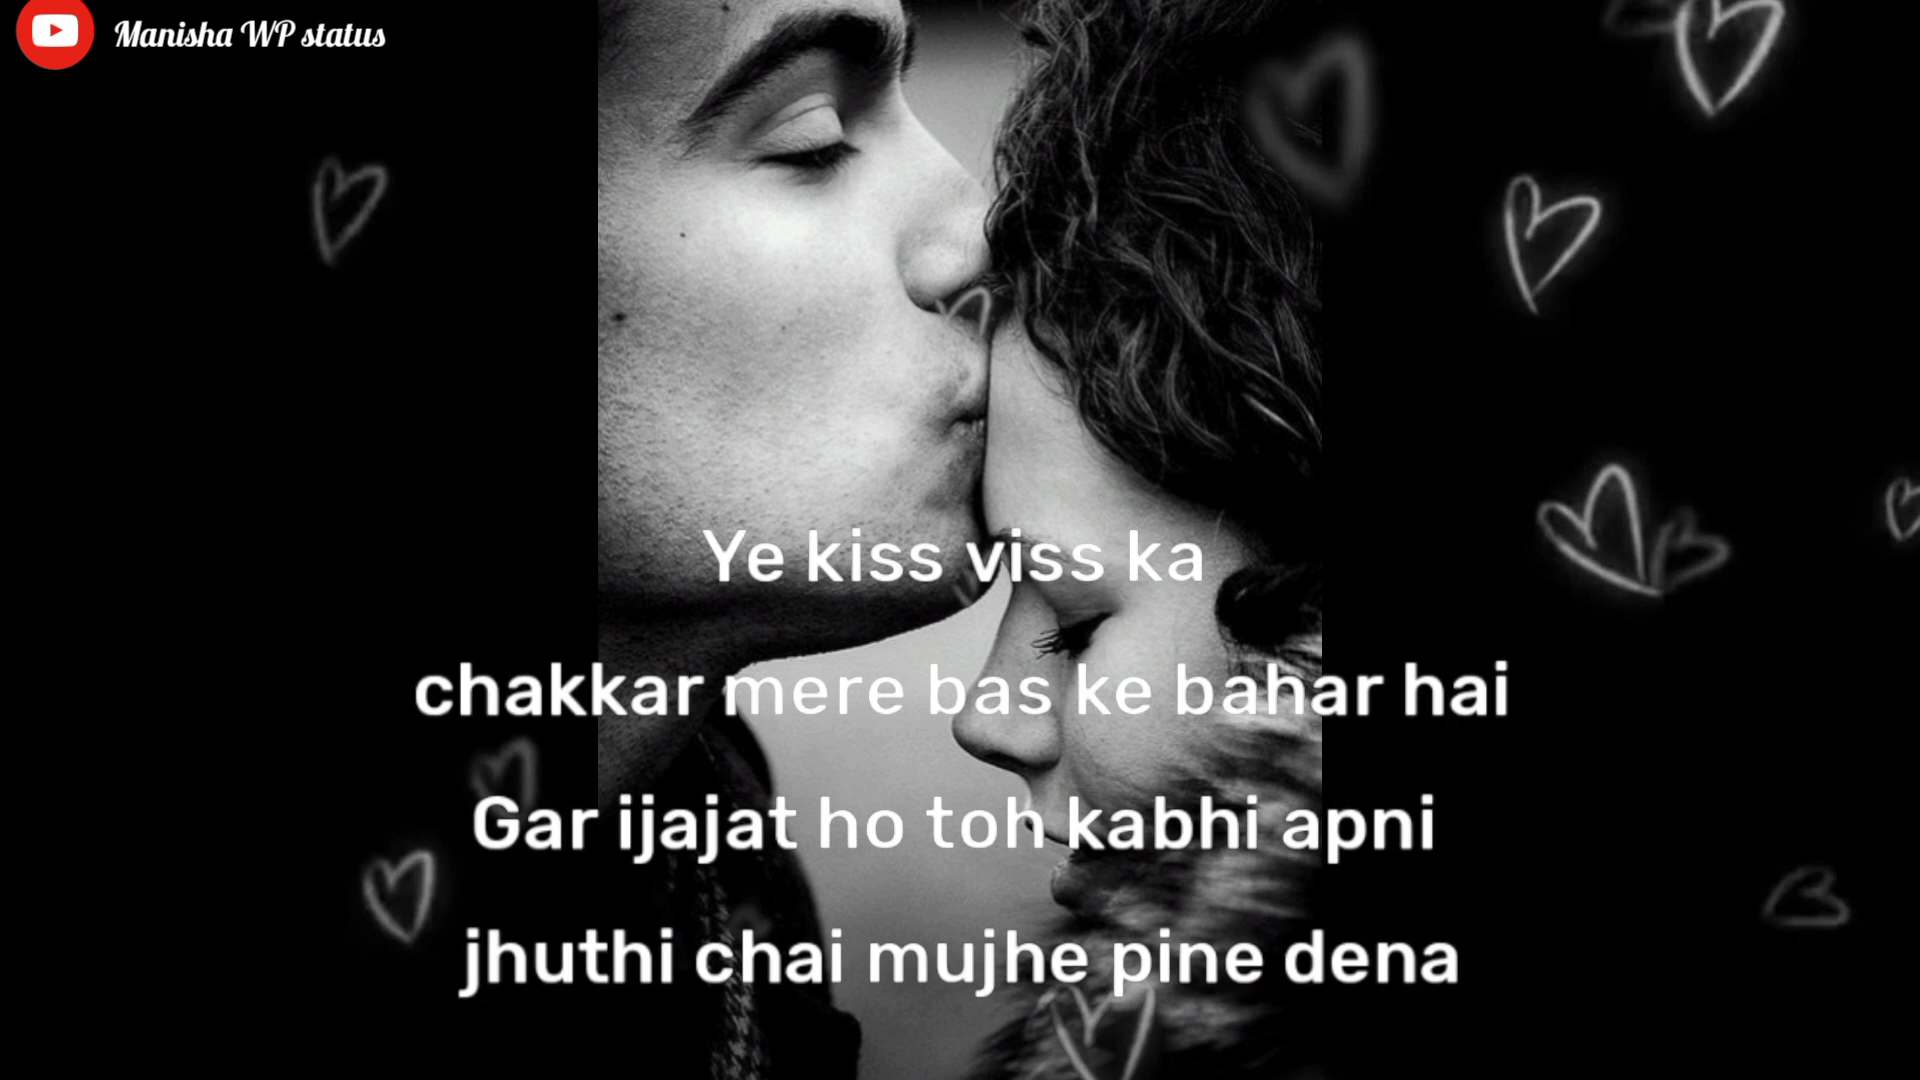 Manisha WP status
Ye kiss viss ka
chakkar mere bas ke bahar hai
Gar ijajat ho toh kabhi apni
jhuthi chai mujhe pine dena